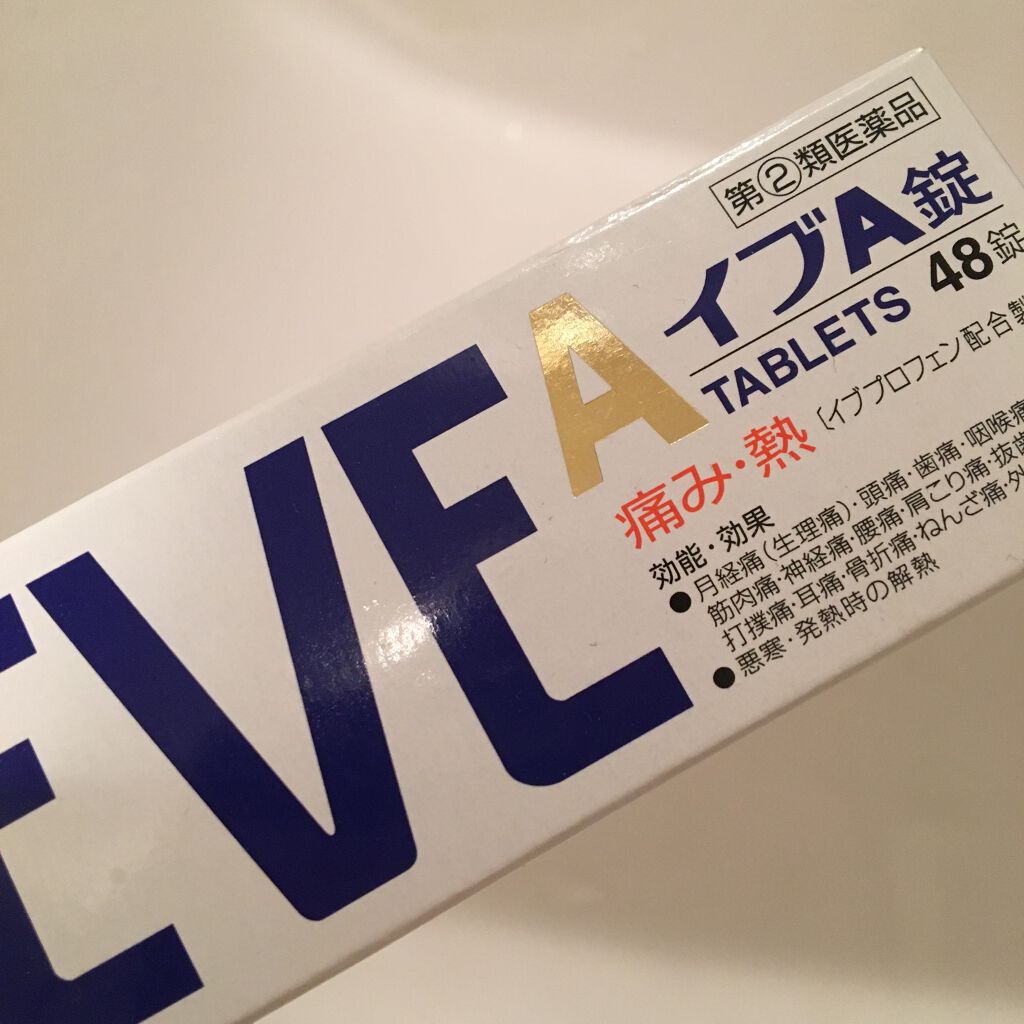 第②類医薬品
イブA錠
TABLETS 48錠
EVE A
[イブプロフェン配合製
痛み・熱
効能・効果
●月経痛(生理痛)・頭痛・歯痛・咽喉痛
筋肉痛・神経痛・腰痛・肩こり痛・抜歯
打撲痛・耳痛・骨折痛・ねんざ痛・外
●悪寒・発熱時の解熱